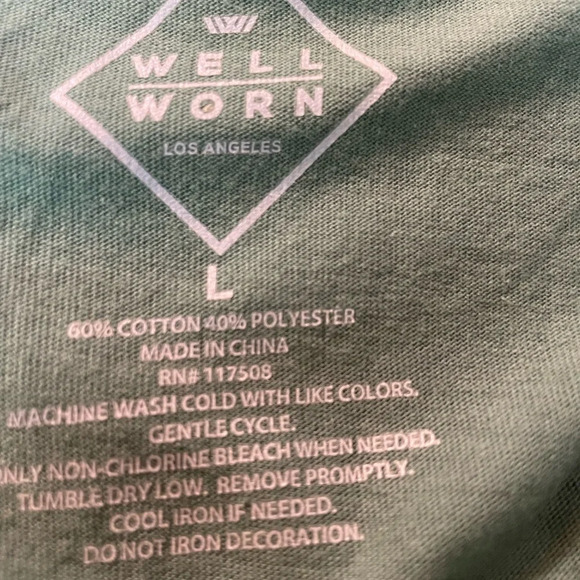 WELL
WORN
LOS ANGELES
L
60% COTTON 40% POLYESTER
MADE IN CHINA
RN# 117508
MACHINE WASH COLD WITH LIKE COLORS.
GENTLE CYCLE.
ONLY NON-CHLORINE BLEACH WHEN NEEDED.
TUMBLE DRY LOW. REMOVE PROMPTLY.
COOL IRON IF NEEDED.
DO NOT IRON DECORATION.